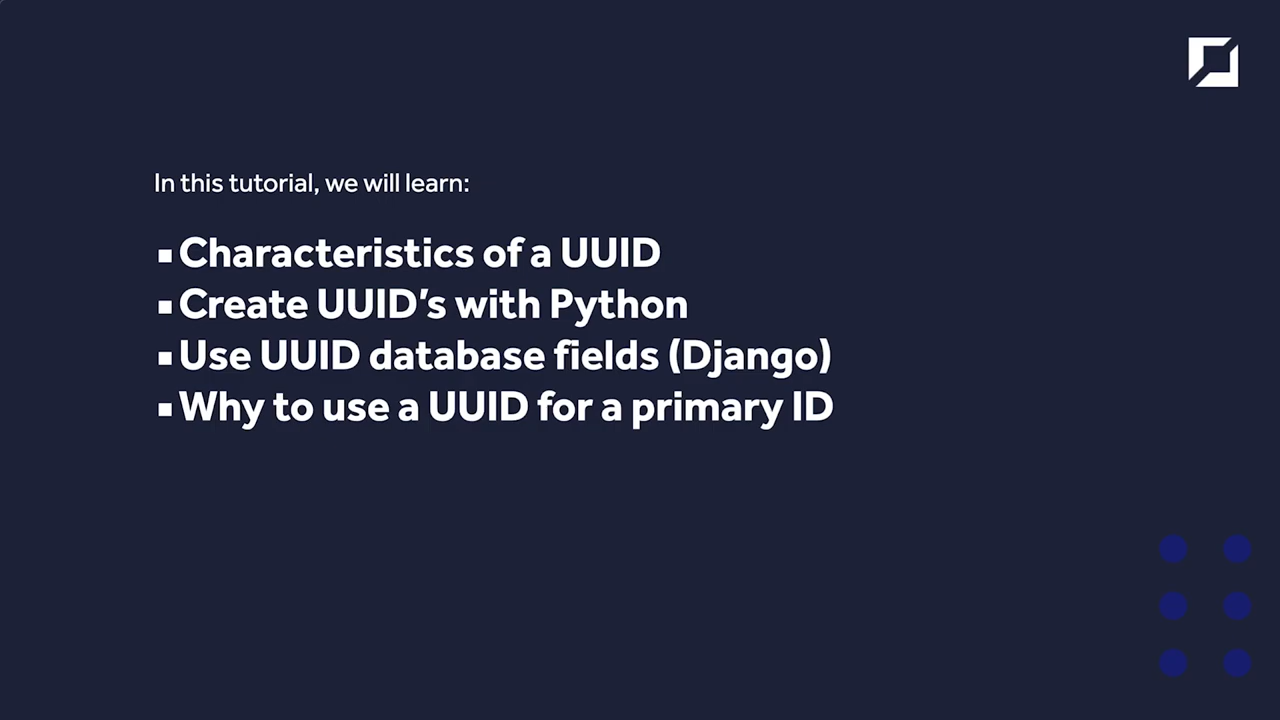 In this tutorial, we will learn:
▪Characteristics of a UUID
▪Create UUID’s with Python
▪Use UUID database fields (Django)
▪Why to use a UUID for a primary ID